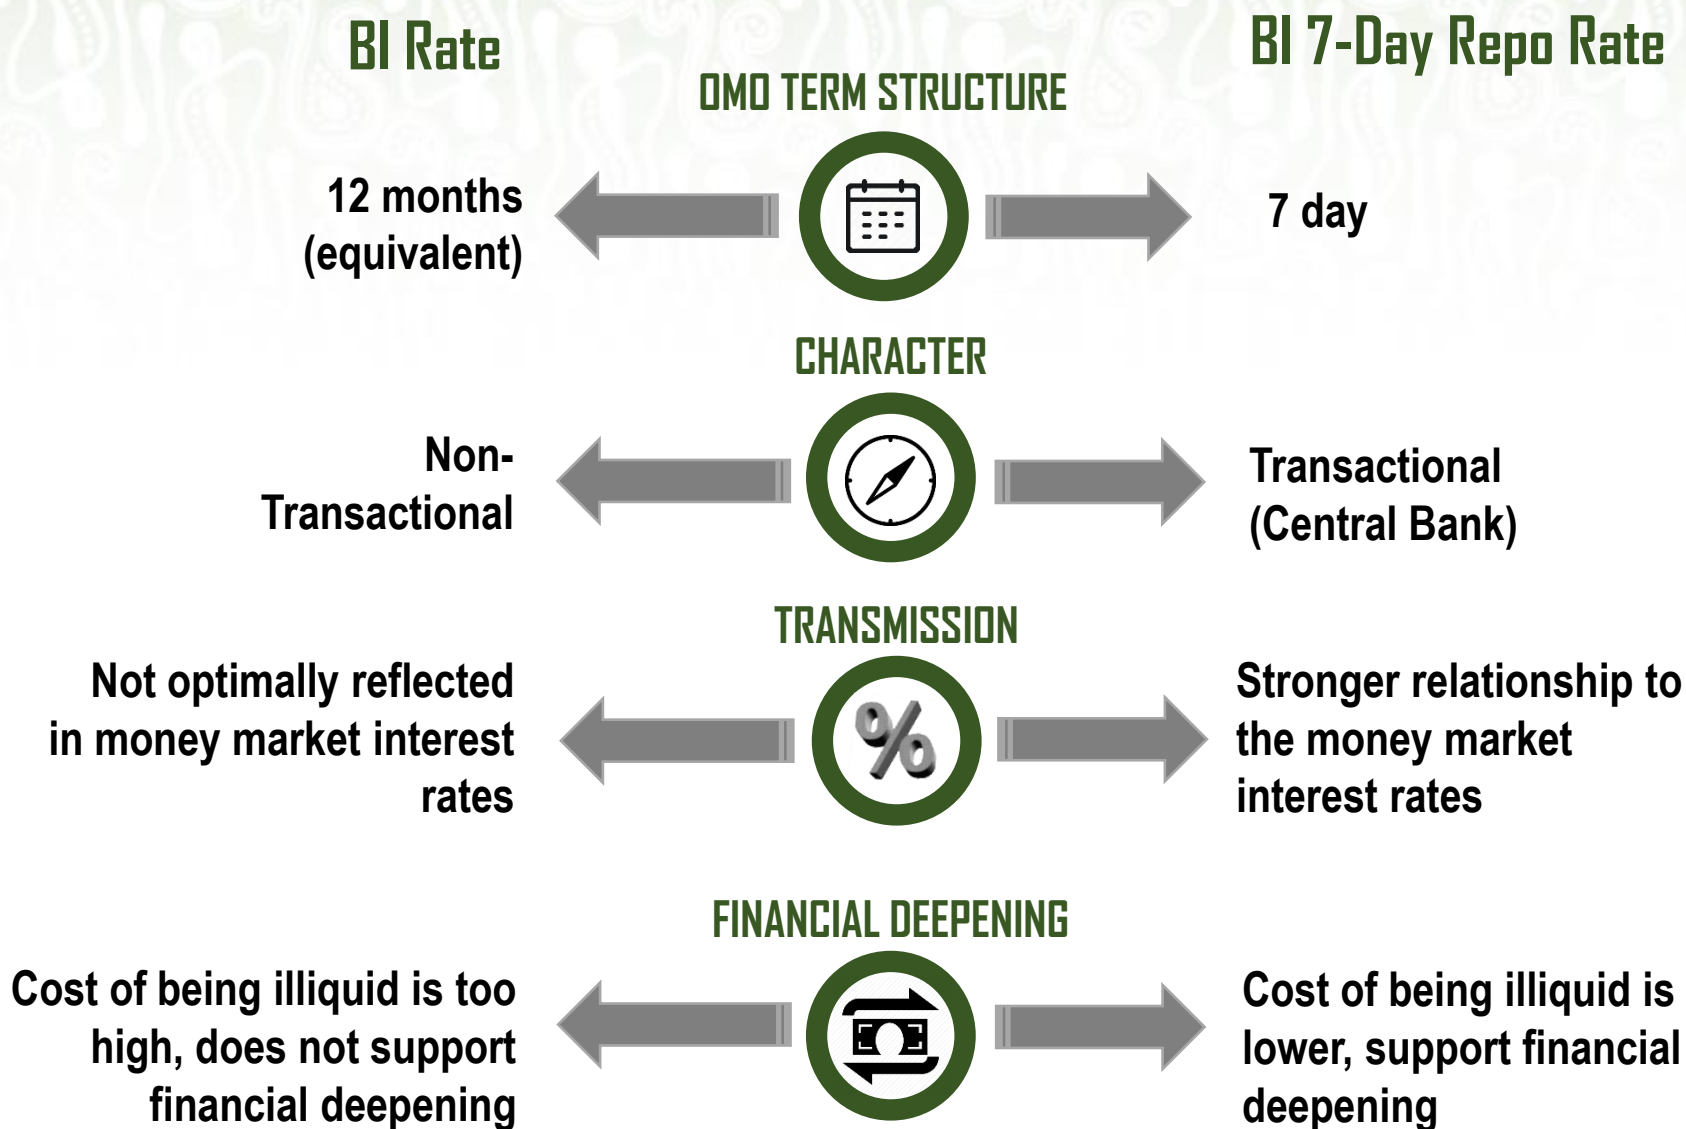 BI Rate
BI 7-Day Repo Rate
OMO TERM STRUCTURE
12 months
(equivalent)
7 day
CHARACTER
Non-
Transactional
Transactional
(Central Bank)
TRANSMISSION
Not optimally reflected
in money market interest
rates
%
Stronger relationship to
the money market
interest rates
FINANCIAL DEEPENING
Cost of being illiquid is too
high, does not support
financial deepening
Cost of being illiquid is
lower, support financial
deepening